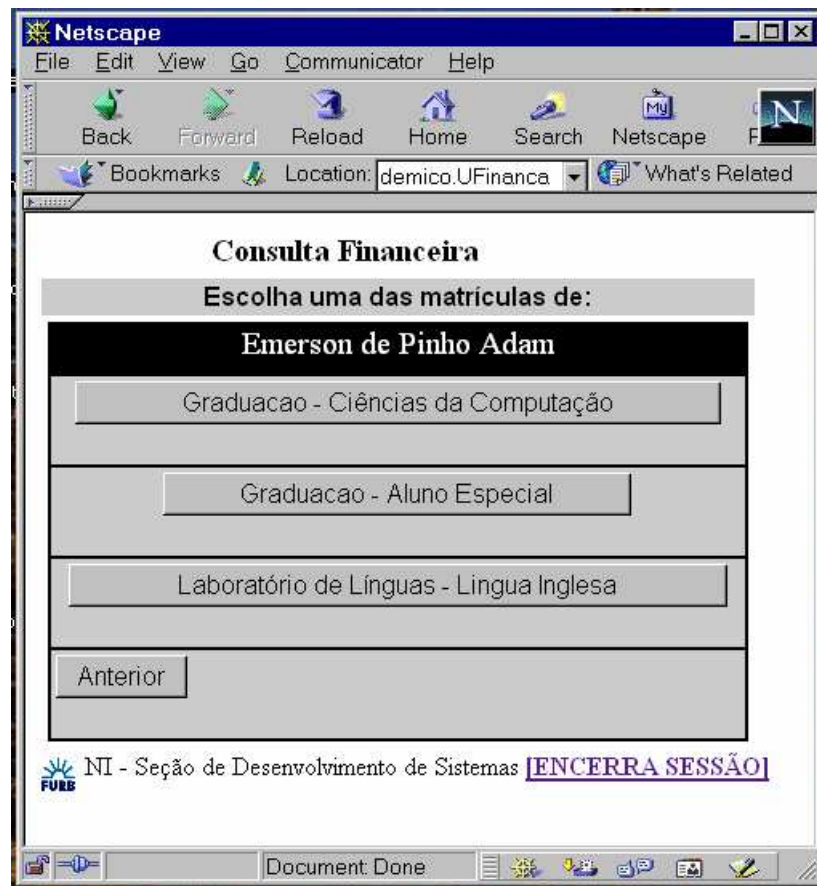 Netscape
File Edit View Go Communicator Help
Back Forward Reload Home Search Netscape
My
N
Bookmarks Location: demico.UFinanca What's Related
Consulta Financeira
Escolha uma das matrículas de:
Emerson de Pinho Adam
Graduacao - Ciências da Computação
Graduacao - Aluno Especial
Laboratório de Línguas - Lingua Inglesa
Anterior
FURB NI - Seção de Desenvolvimento de Sistemas [ENCERRA SESSÃO]
Document: Done